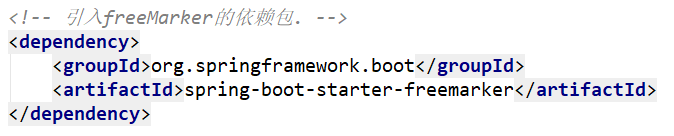 <!-- 引入freeMarker的依赖包. -->
<dependency>
    <groupId>org.springframework.boot</groupId>
    <artifactId>spring-boot-starter-freemarker</artifactId>
</dependency>